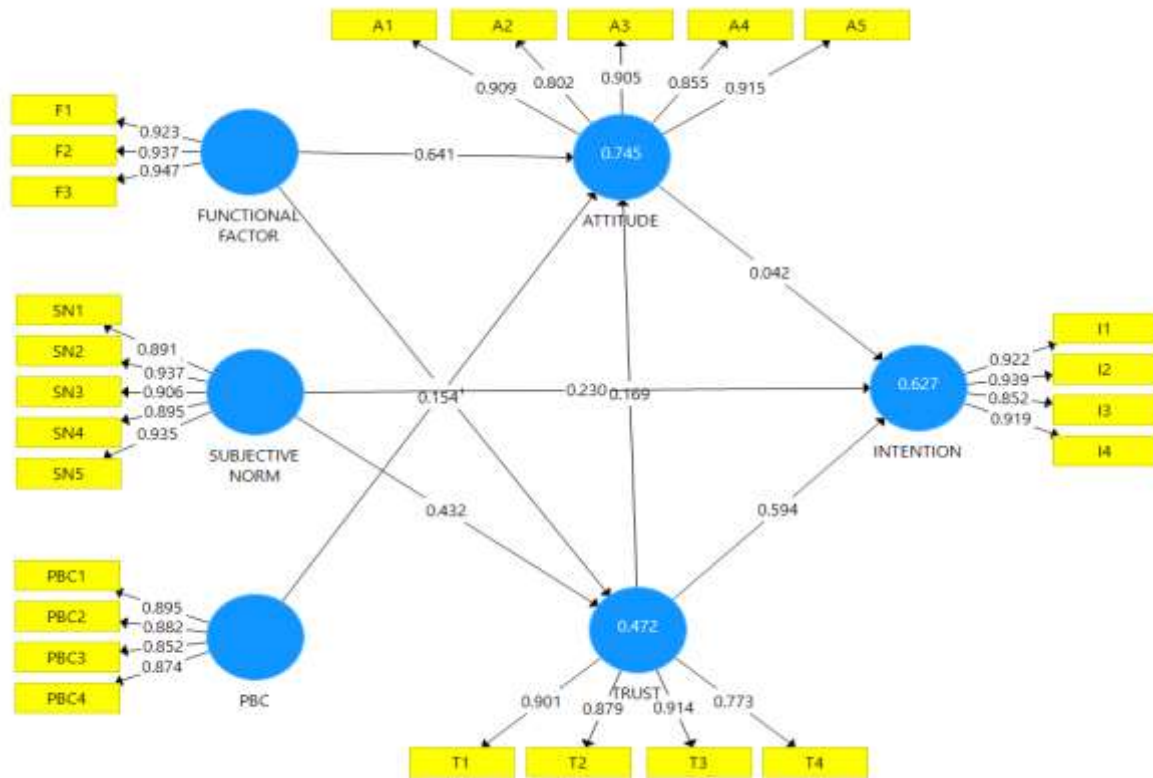 A1
A2
A3
A4
A5
0.909
0.802
0.905
0.855
0.915
F1
F2
F3
0.923
0.937
0.947
FUNCTIONAL
FACTOR
0.641
0.745
ATTITUDE
0.042
SN1
SN2
SN3
SN4
SN5
0.891
0.937
0.906
0.895
0.935
SUBJECTIVE
NORM
0.154
0.230
0.169
0.432
0.627
INTENTION
0.922
0.939
0.852
0.919
I1
I2
I3
I4
0.594
PBC1
PBC2
PBC3
PBC4
0.895
0.882
0.852
0.874
PBC
0.472
TRUST
0.901
0.879
0.914
0.773
T1
T2
T3
T4